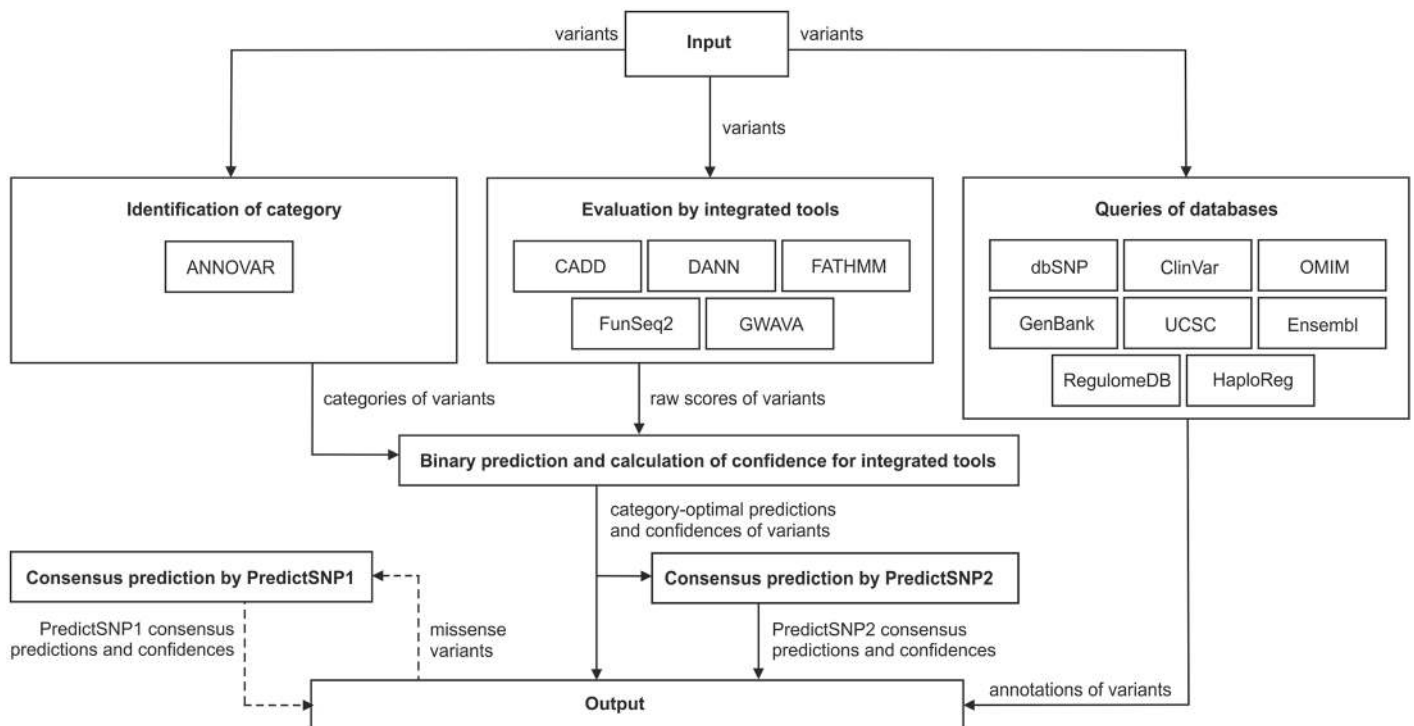 variants
Input
variants
variants
Identification of category
ANNOVAR
Evaluation by integrated tools
CADD
DANN
FATHMM
FunSeq2
GWAVA
Queries of databases
dbSNP
ClinVar
OMIM
GenBank
UCSC
Ensembl
RegulomeDB
HaploReg
categories of variants
raw scores of variants
Binary prediction and calculation of confidence for integrated tools
category-optimal predictions
and confidences of variants
Consensus prediction by PredictSNP1
Consensus prediction by PredictSNP2
PredictSNP1 consensus
predictions and confidences
missense
variants
PredictSNP2 consensus
predictions and confidences
annotations of variants
Output